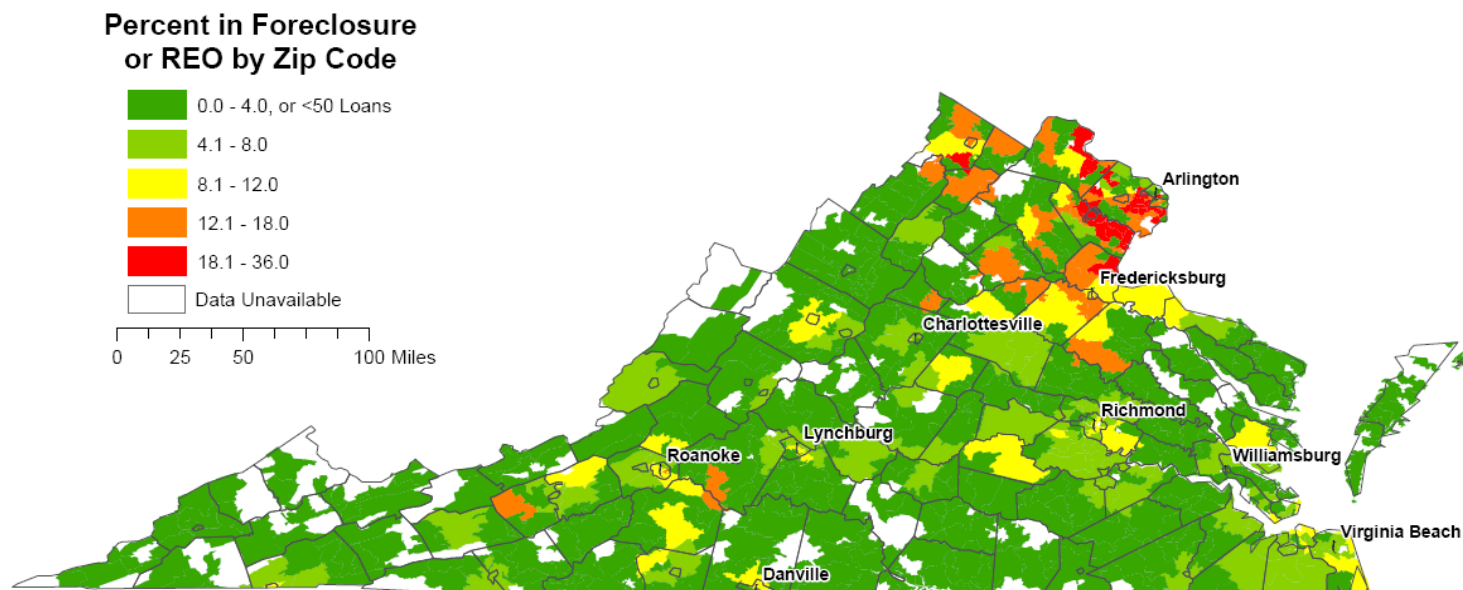 Percent in Foreclosure
or REO by Zip Code
0.0 - 4.0, or <50 Loans
4.1 - 8.0
8.1 - 12.0
12.1 - 18.0
18.1 - 36.0
Data Unavailable
0 25 50 100 Miles
Arlington
Fredericksburg
Charlottesville
Richmond
Lynchburg
Williamsburg
Roanoke
Virginia Beach
Danville